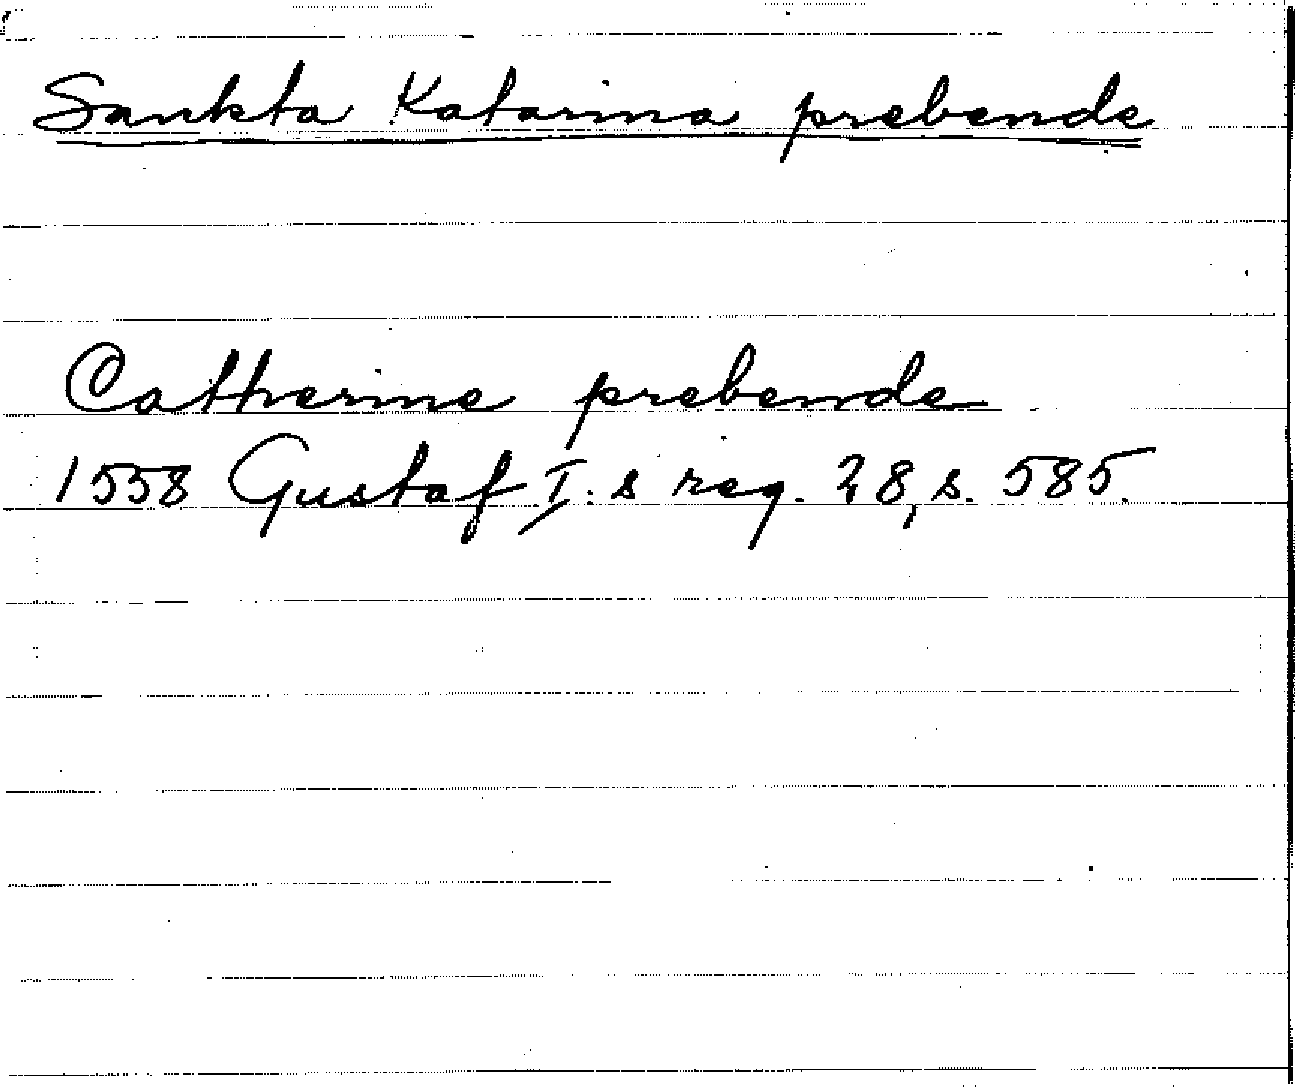 Sankta Katarina prebende
Catherine prebende
1558 Gustaf I:s reg. 28, s. 585.